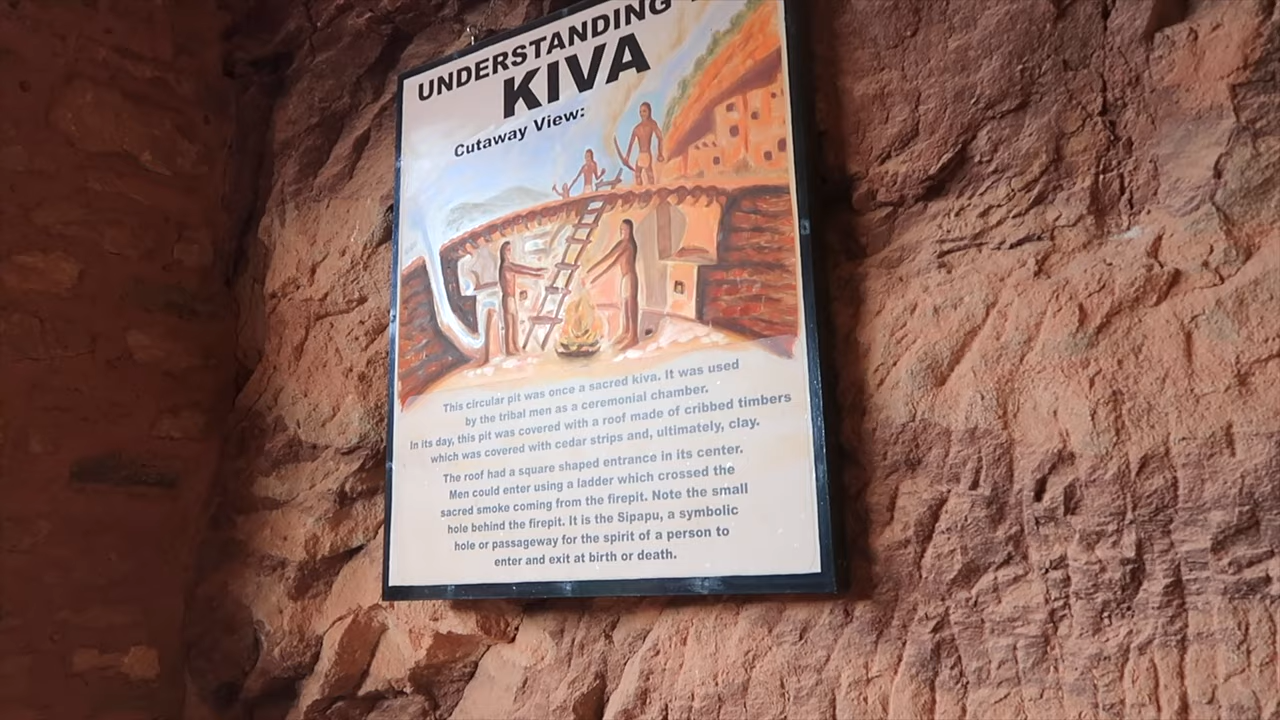 UNDERSTANDING
KIVA
Cutaway View:
This circular pit was once a sacred kiva. It was used
by the tribal men as a ceremonial chamber.
In its day, this pit was covered with a roof made of cribbed timbers
which was covered with cedar strips and, ultimately, clay.
The roof had a square shaped entrance in its center.
Men could enter using a ladder which crossed the
sacred smoke coming from the firepit. Note the small
hole behind the firepit. It is the Sipapu, a symbolic
hole or passageway for the spirit of a person to
enter and exit at birth or death.